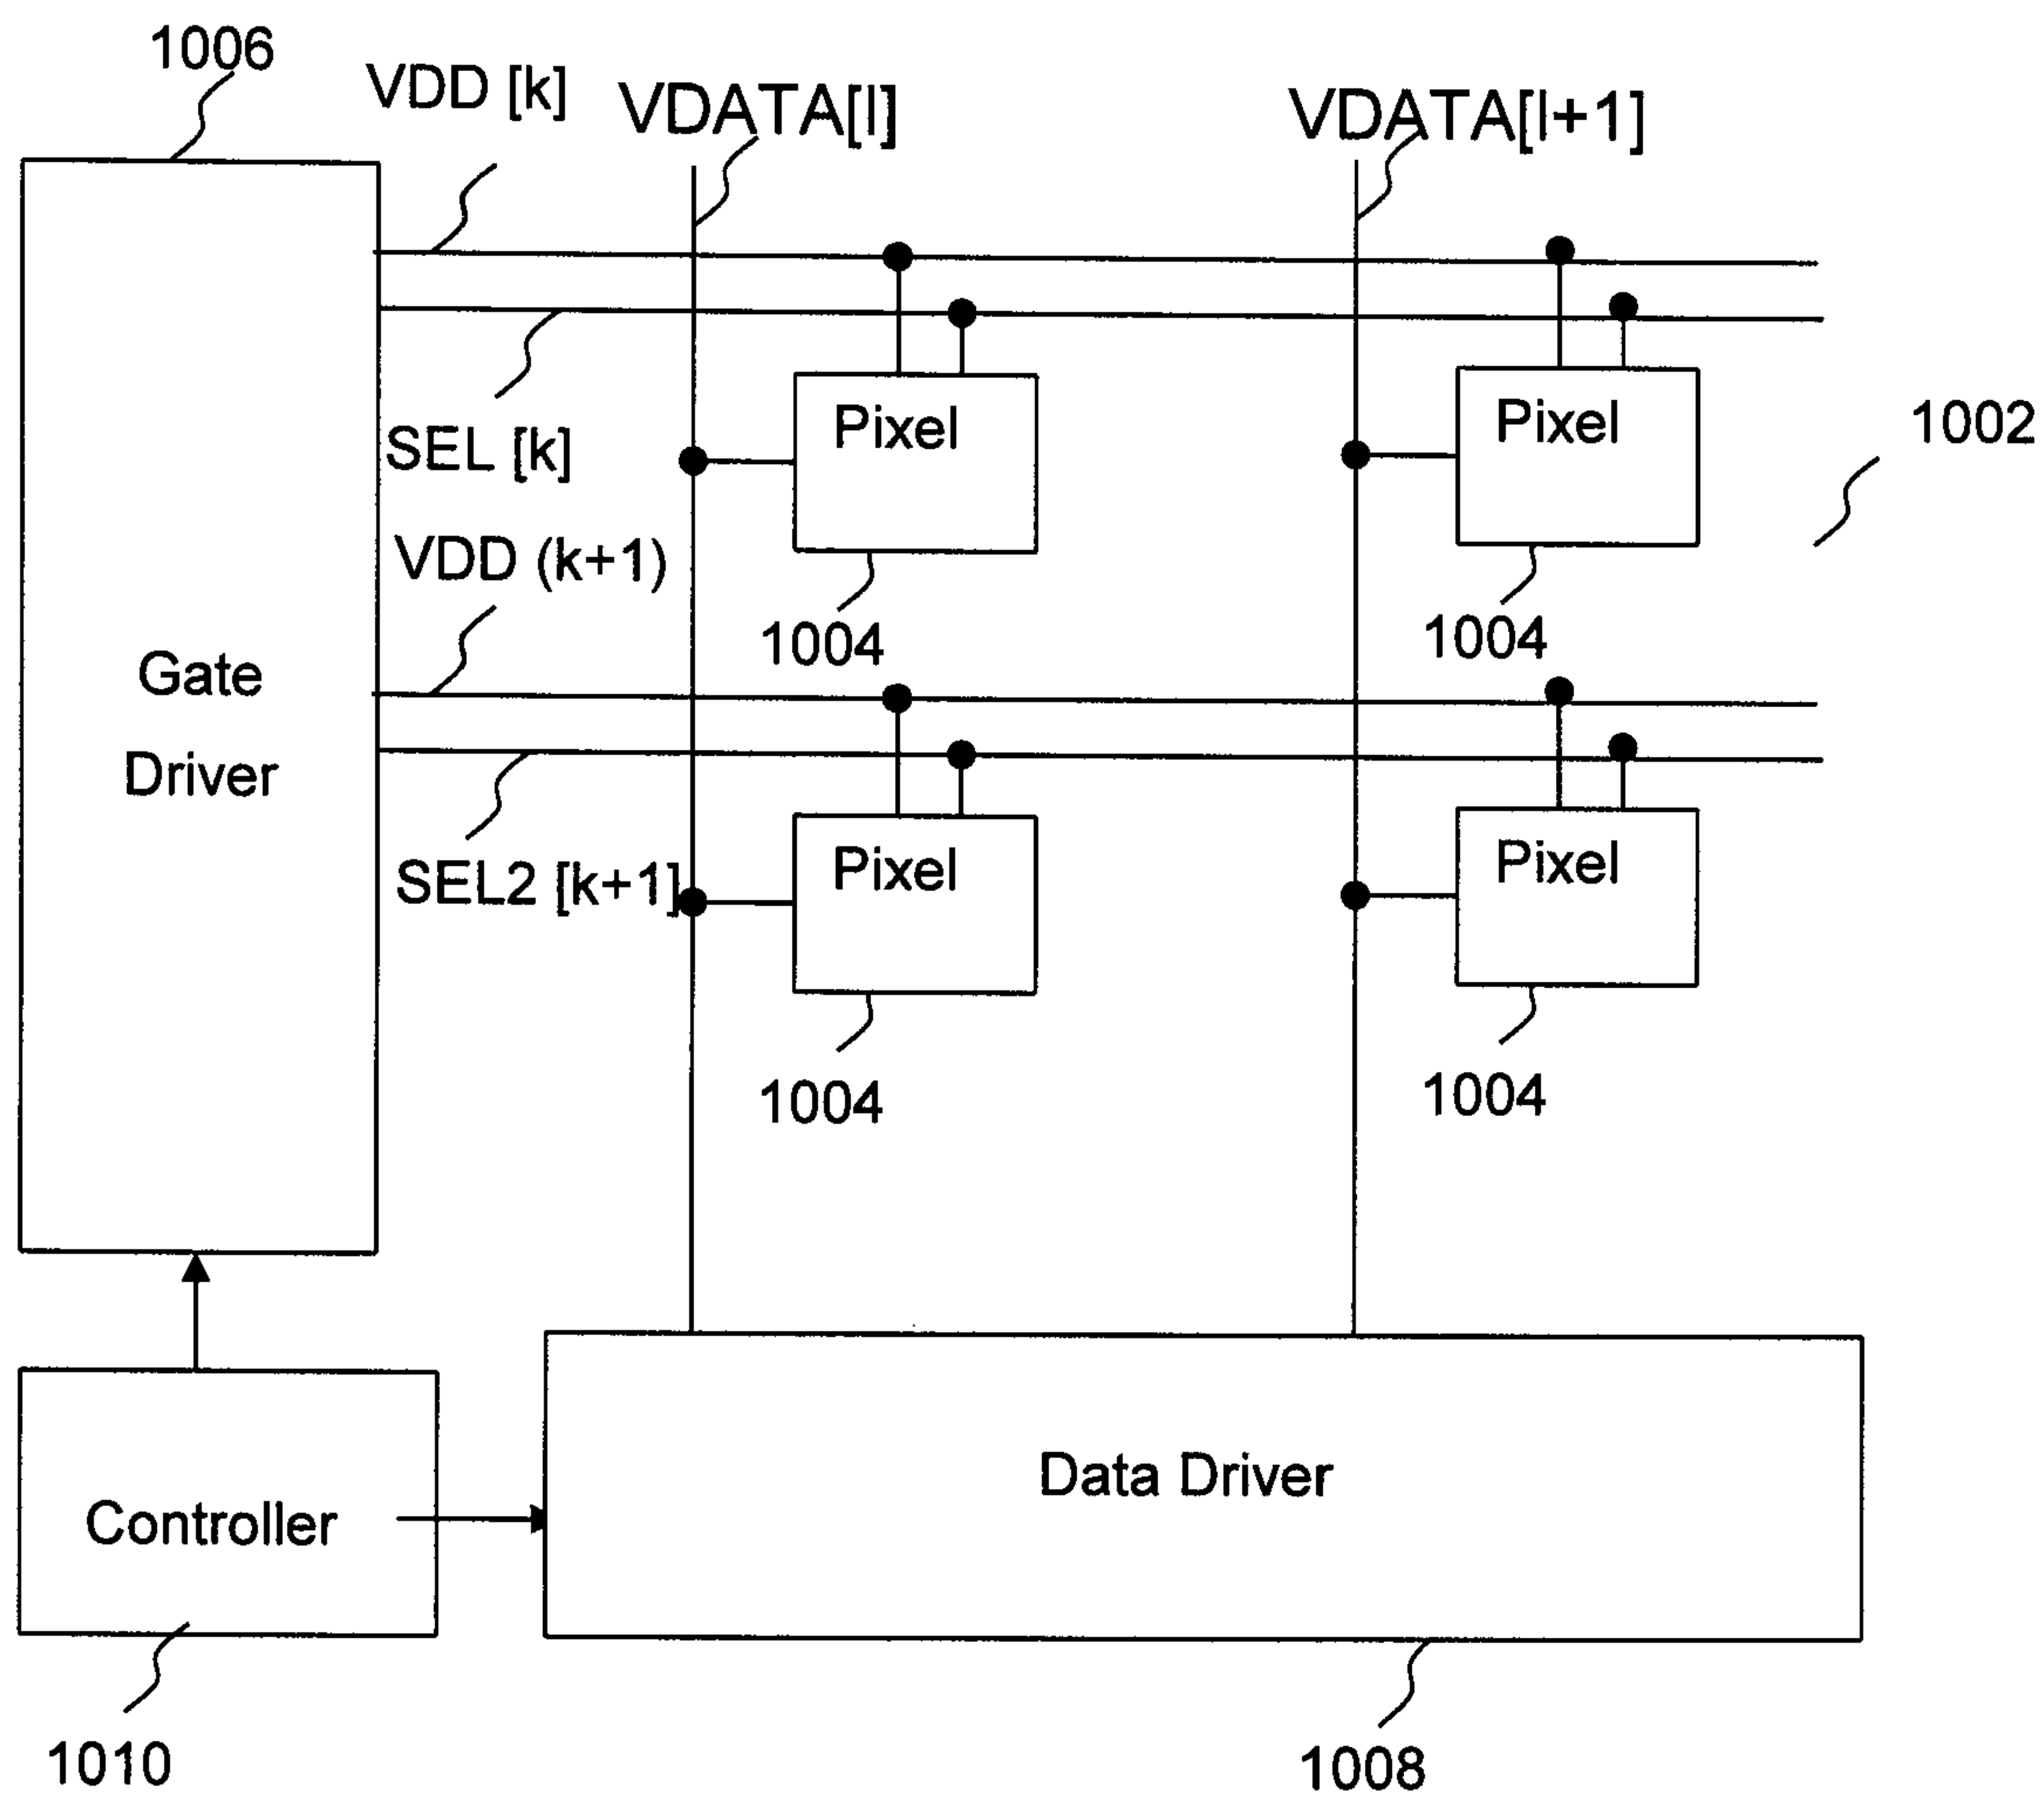 1006
VDD [k]
VDATA[l]
VDATA[l+1]
SEL [k]
Pixel
Pixel
1002
VDD (k+1)
1004
1004
Gate
Driver
SEL2 [k+1]
Pixel
Pixel
1004
1004
Controller
Data Driver
1010
1008